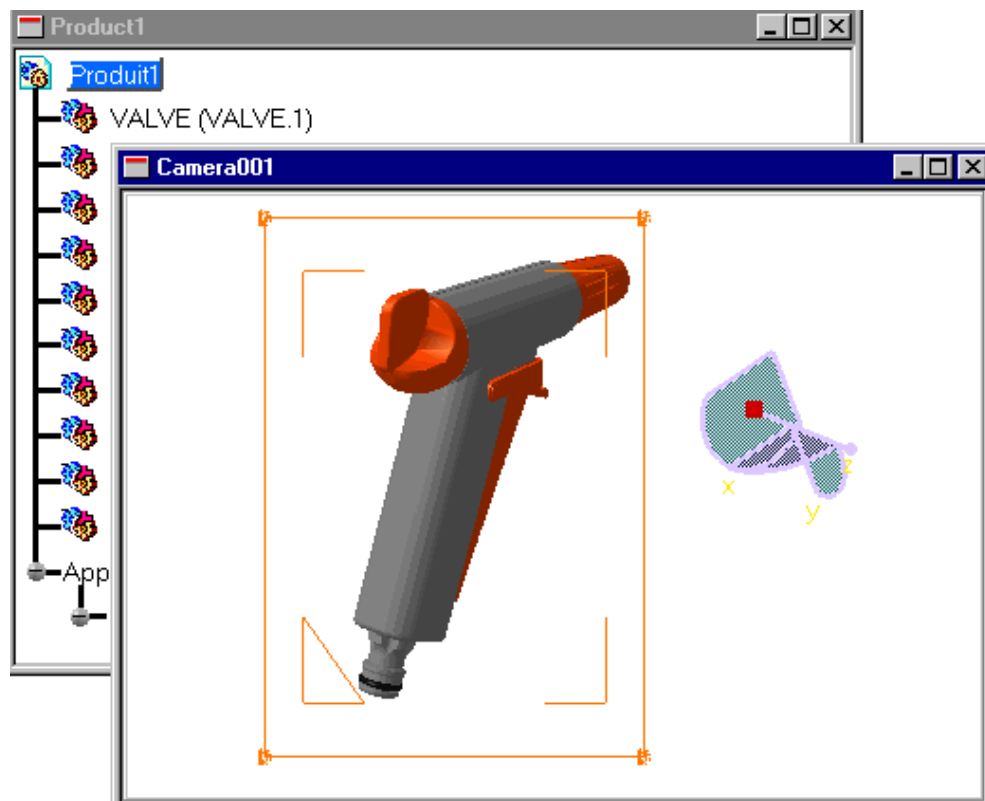 Product1
Produit1
VALVE (VALVE.1)
Camera001
x
z
y
App